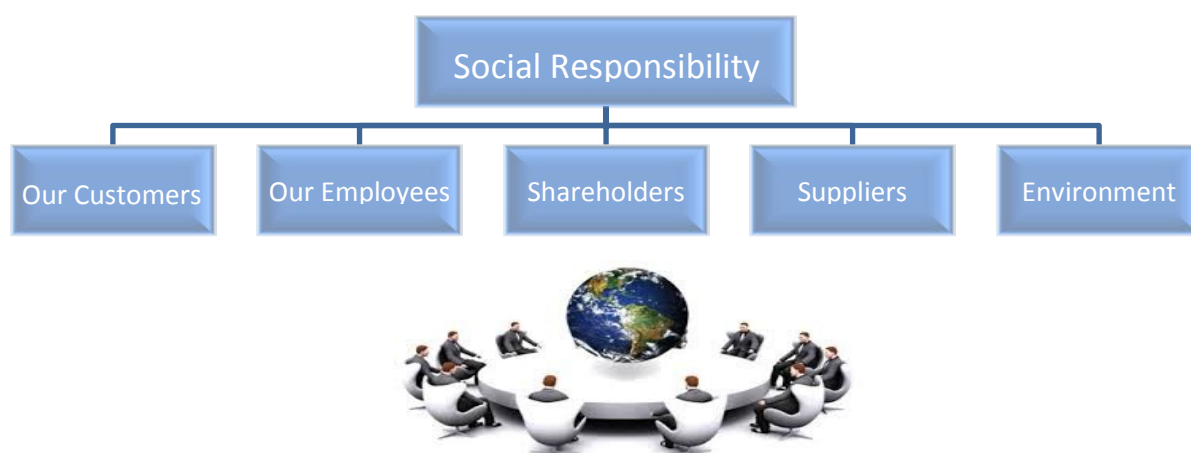 Social Responsibility
Our Customers
Our Employees
Shareholders
Suppliers
Environment